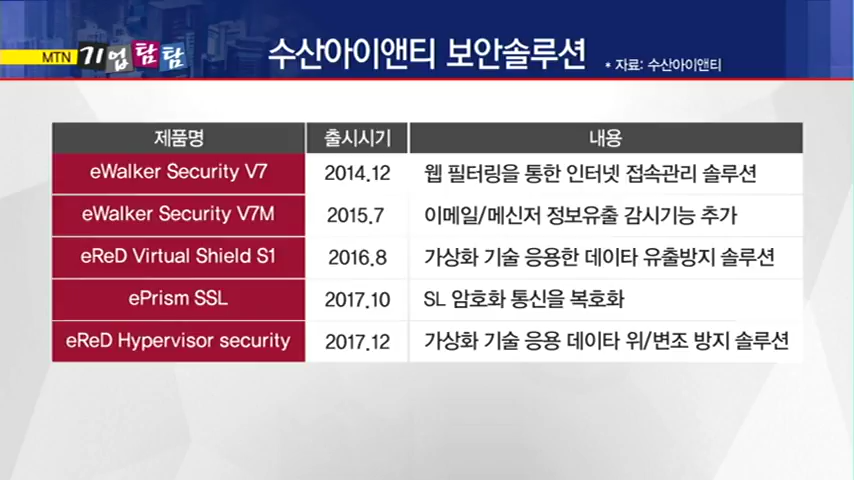 MTN 기업탐탐
수산아이앤티 보안솔루션 * 자료: 수산아이앤티
제품명 출시시기 내용
eWalker Security V7 2014.12 웹 필터링을 통한 인터넷 접속관리 솔루션
eWalker Security V7M 2015.7 이메일/메신저 정보유출 감시기능 추가
eReD Virtual Shield S1 2016.8 가상화 기술 응용한 데이타 유출방지 솔루션
ePrism SSL 2017.10 SL 암호화 통신을 복호화
eReD Hypervisor security 2017.12 가상화 기술 응용 데이타 위/변조 방지 솔루션